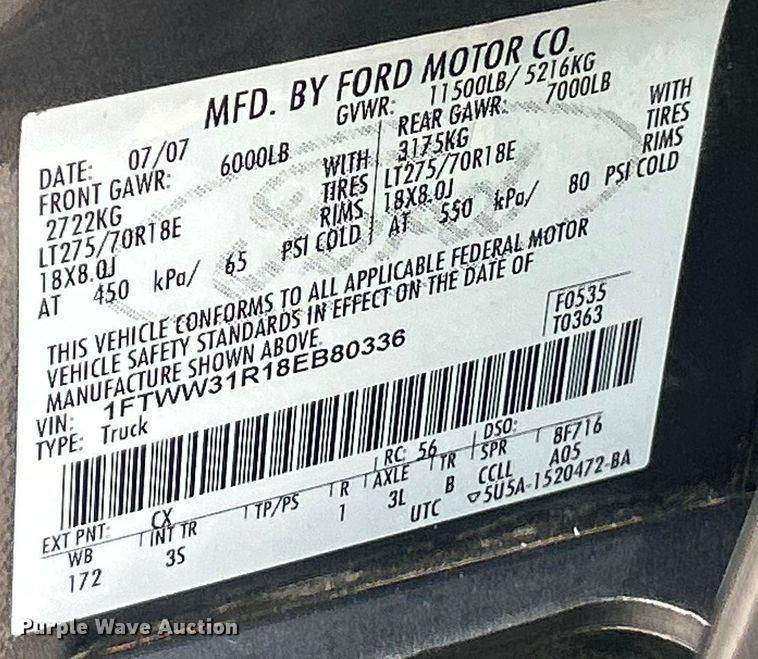 MFD. BY FORD MOTOR CO.
DATE: 07/07 GVWR: 11500LB/ 5216KG
FRONT GAWR: 6000LB REAR GAWR: 7000LB
2722KG WITH 3175KG WITH
LT275/70R18E TIRES LT275/70R18E TIRES
18X8.0J RIMS 18X8.0J RIMS
AT 450 kPa/ 65 PSI COLD AT 550 kPa/ 80 PSI COLD
THIS VEHICLE CONFORMS TO ALL APPLICABLE FEDERAL MOTOR
VEHICLE SAFETY STANDARDS IN EFFECT ON THE DATE OF
MANUFACTURE SHOWN ABOVE.
F0535
T0363
VIN: 1FTWW31R18EB80336
TYPE: Truck
EXT PNT: CX RC: 56 DSO: 8F716
WB INT TR TP/PS R AXLE TR SPR A05
172 3S 1 3L B CCLL
UTC 5U5A-1520472-BA
Purple Wave Auction